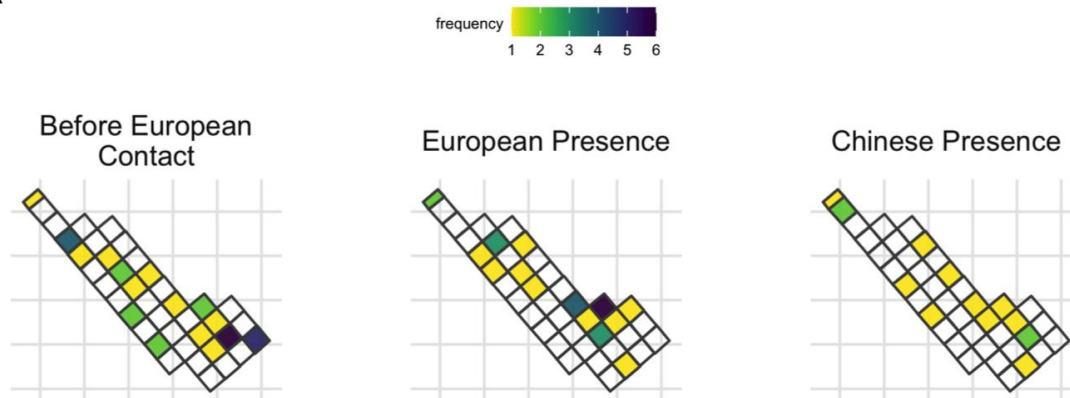 frequency
1 2 3 4 5 6
Before European
Contact
European Presence
Chinese Presence